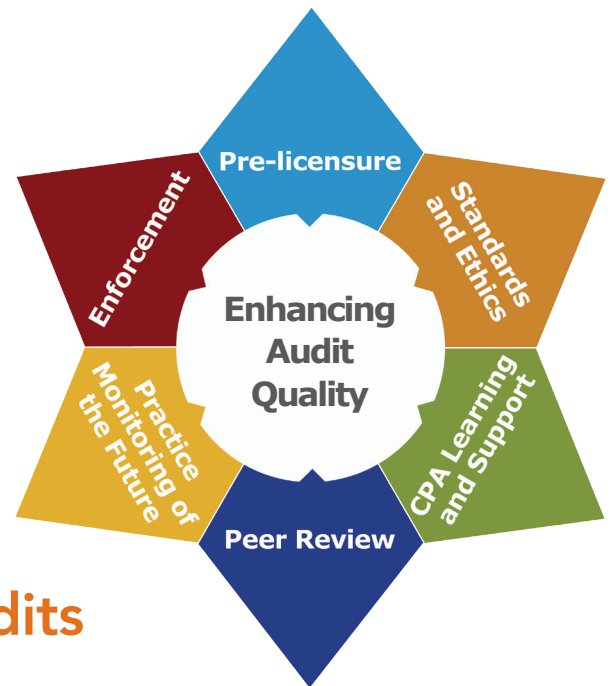 Pre-licensure
Standards
and Ethics
CPA Learning
and Support
Peer Review
Practice
Monitoring of
the Future
Enforcement
Enhancing
Audit
Quality
dits